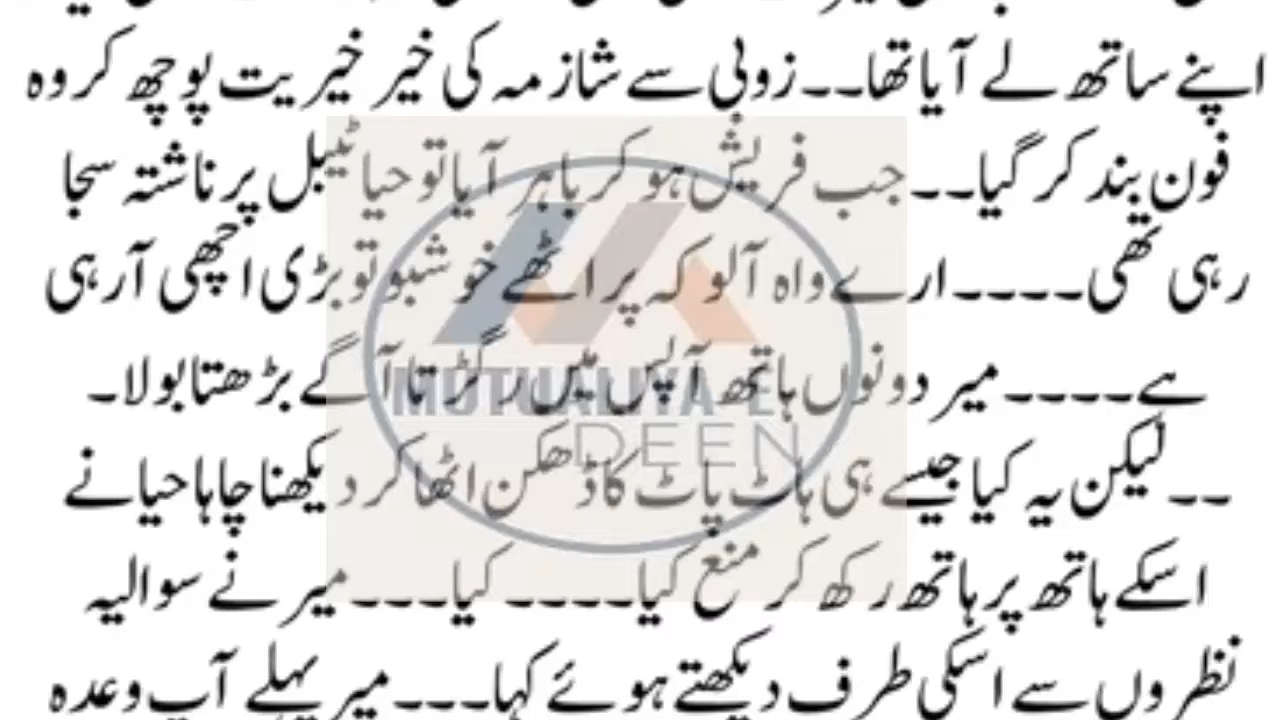 اپنے ساتھ لے آیا تھا۔۔زوبی سے شازمہ کی خیر خیریت پوچھ کر وہ
فون بند کر گیا۔۔جب فریش ہو کر باہر آیا تو حیا ٹیبل پر ناشتہ سجا
رہی تھی۔۔۔۔ارے واہ آلو کہ پراٹھے خوشبو تو بڑی اچھی آرہی
ہے۔۔۔۔میر دونوں ہاتھ آپس میں رگڑتا آگے بڑھتا بولا۔
۔۔لیکن یہ کیا جیسے ہی ہاٹ پاٹ کا ڈھکن اٹھا کر دیکھنا چاہا حیا نے
اسکے ہاتھ پر ہاتھ رکھ کر منع کیا۔۔۔۔کیا۔۔۔میر نے سوالیہ
نظروں سے اسکی طرف دیکھتے ہوئے کہا۔۔۔میر پہلے آپ وعدہ
MUTUALIYA-E
DEEN